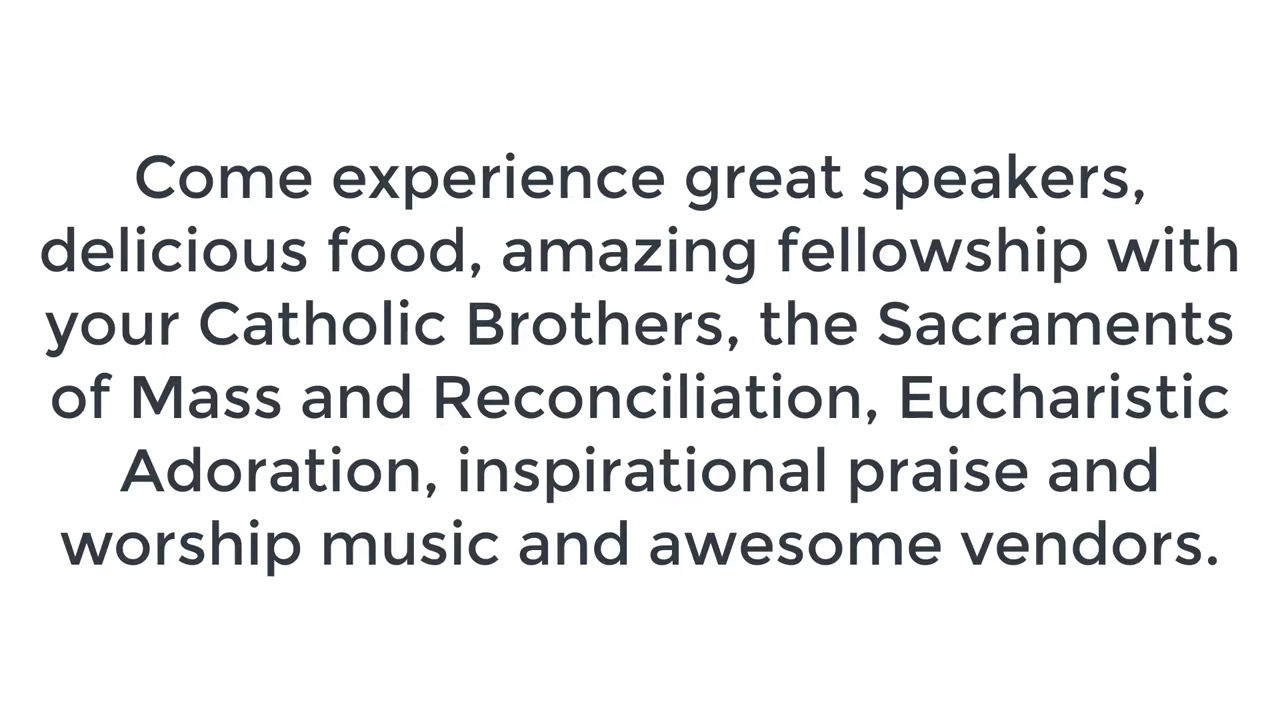 Come experience great speakers,
delicious food, amazing fellowship with
your Catholic Brothers, the Sacraments
of Mass and Reconciliation, Eucharistic
Adoration, inspirational praise and
worship music and awesome vendors.